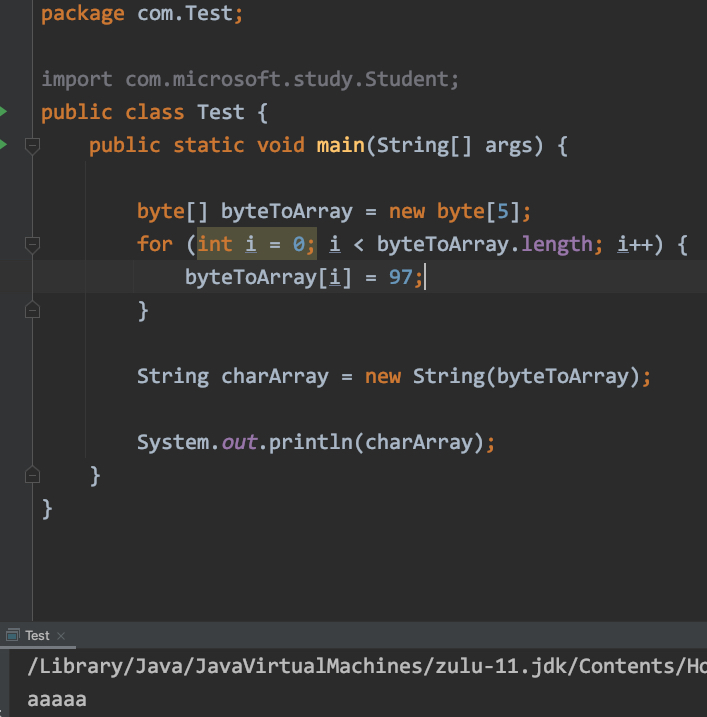 package com.Test;
import com.microsoft.study.Student;
public class Test {
public static void main(String[] args) {
byte[] byteToArray = new byte[5];
for (int i = 0; i < byteToArray.length; i++) {
byteToArray[i] = 97;
}
String charArray = new String(byteToArray);
System.out.println(charArray);
}
}
Test ×
/Library/Java/JavaVirtualMachines/zulu-11.jdk/Contents/Ho
aaaaa